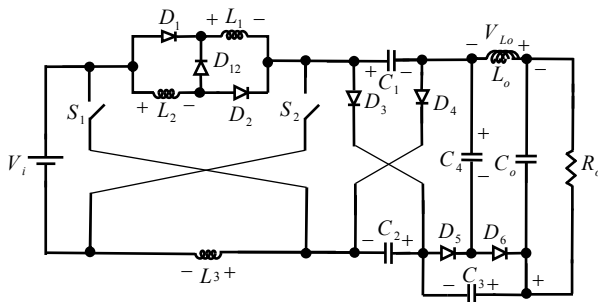 D1 + L1 −
D12
+ L2 − D2
S1
S2
Vi
+ C1 −
D3
D4
− VLo +
Lo −
+ C4 −
Co
Ro
− L3 +
− C2 +
D5
D6
− C3 +
+